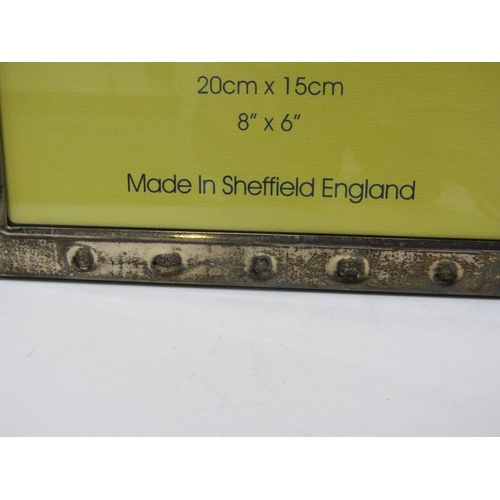 20cm x 15cm
8” x 6”
Made In Sheffield England